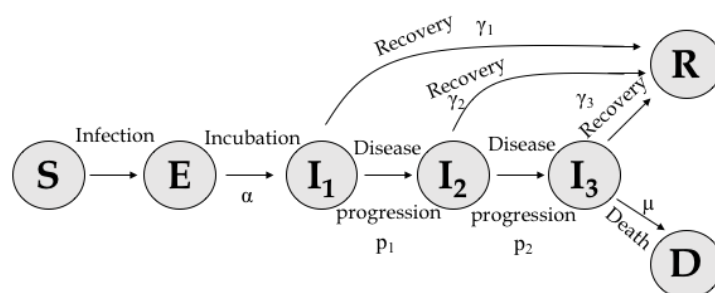 Recovery γ₁
R
Recovery
γ₂
γ₃
Recovery
Infection
Incubation
Disease
Disease
S
E
I₁
I₂
I₃
α
progression
progression
μ
Death
p₁
p₂
D